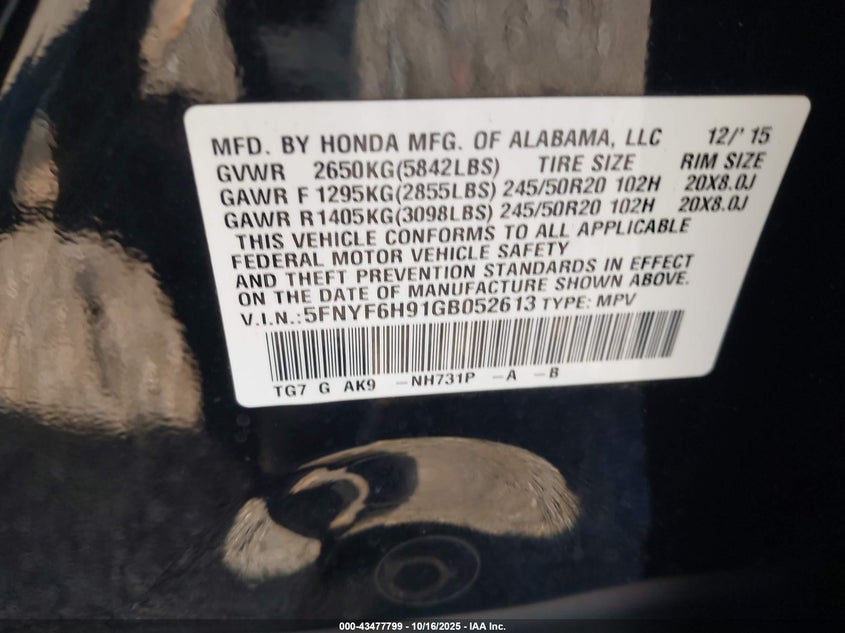 MFD. BY HONDA MFG. OF ALABAMA, LLC 12/'15
GVWR 2650KG(5842LBS) TIRE SIZE RIM SIZE
GAWR F 1295KG(2855LBS) 245/50R20 102H 20X8.0J
GAWR R1405KG(3098LBS) 245/50R20 102H 20X8.0J
THIS VEHICLE CONFORMS TO ALL APPLICABLE
FEDERAL MOTOR VEHICLE SAFETY
AND THEFT PREVENTION STANDARDS IN EFFECT
ON THE DATE OF MANUFACTURE SHOWN ABOVE.
V.I.N.:5FNYF6H91GB052613 TYPE: MPV
TG7 G AK9 -NH731P -A -B
000-43477799 - 10/16/2025 - IAA Inc.